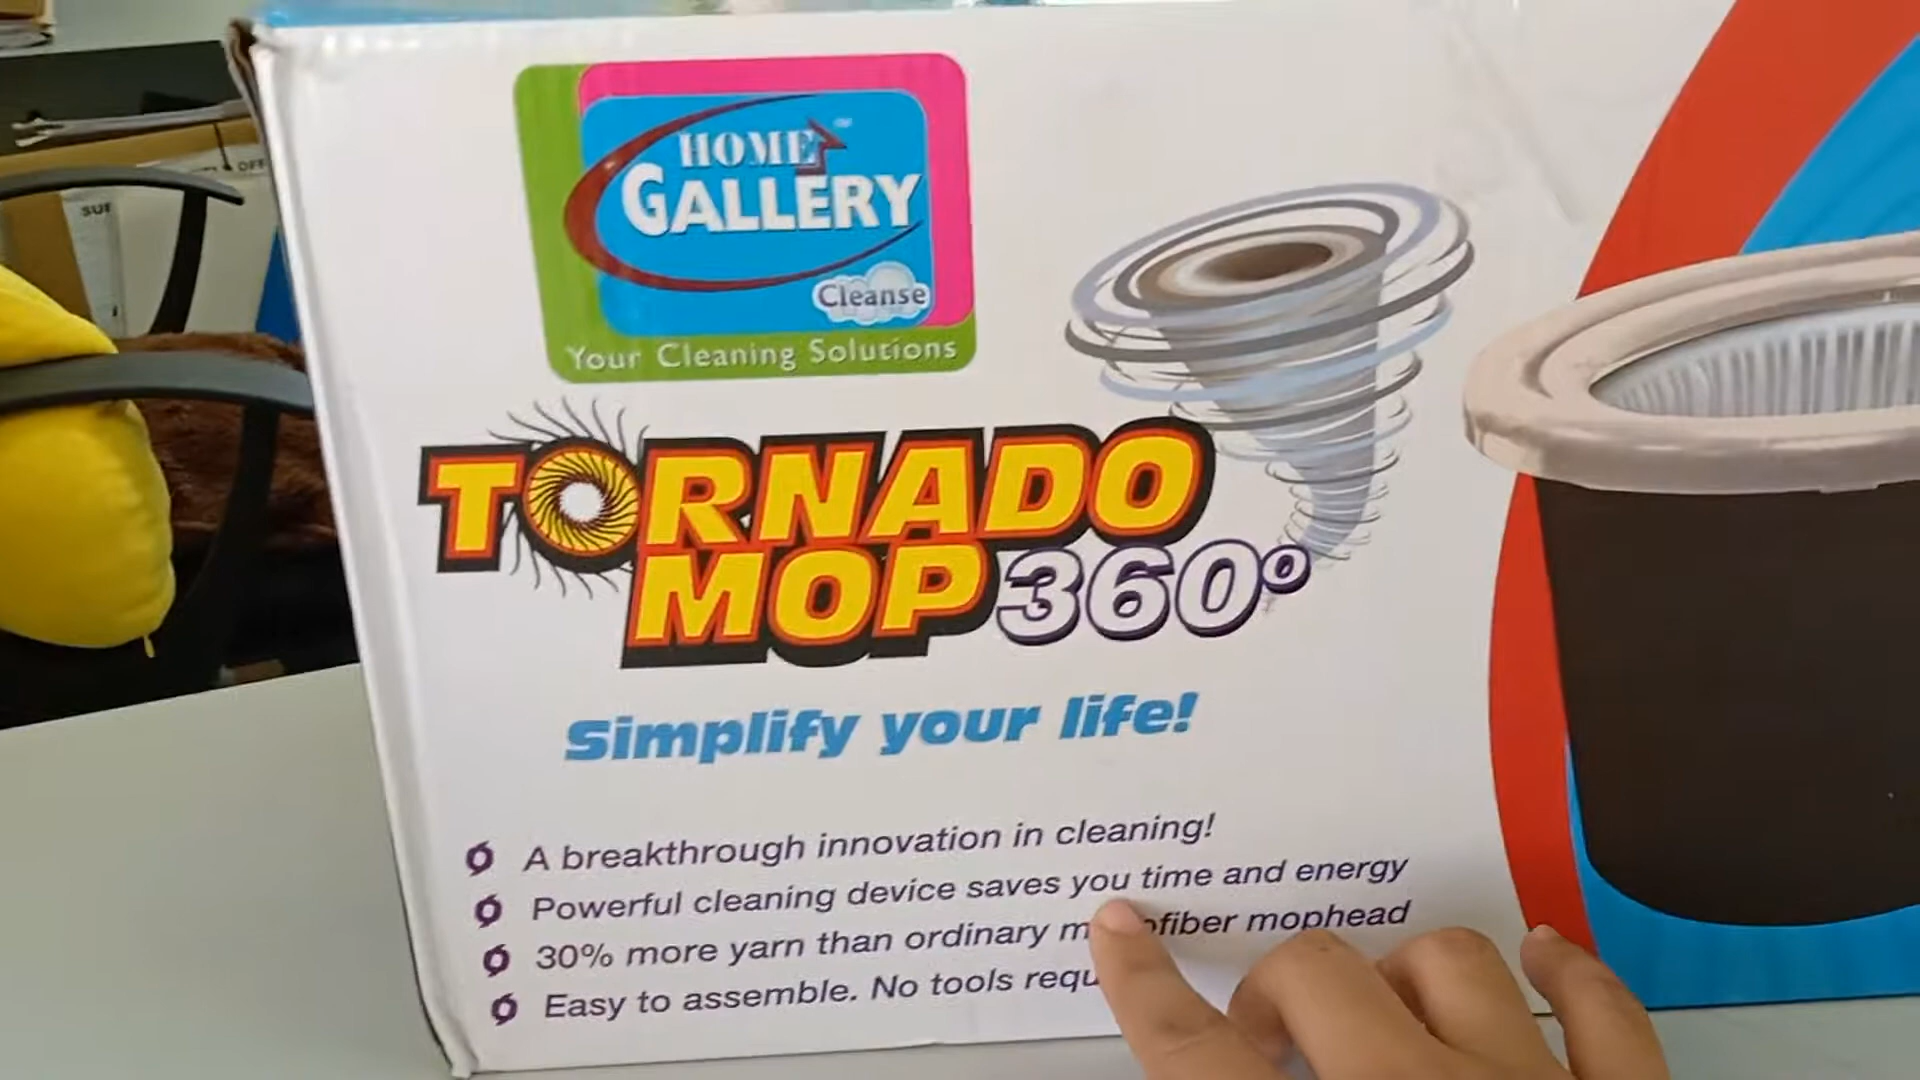 HOME
GALLERY
Cleanse
Your Cleaning Solutions
TORNADO
MOP 360°
Simplify your life!
A breakthrough innovation in cleaning!
Powerful cleaning device saves you time and energy
30% more yarn than ordinary mophead
Easy to assemble. No tools